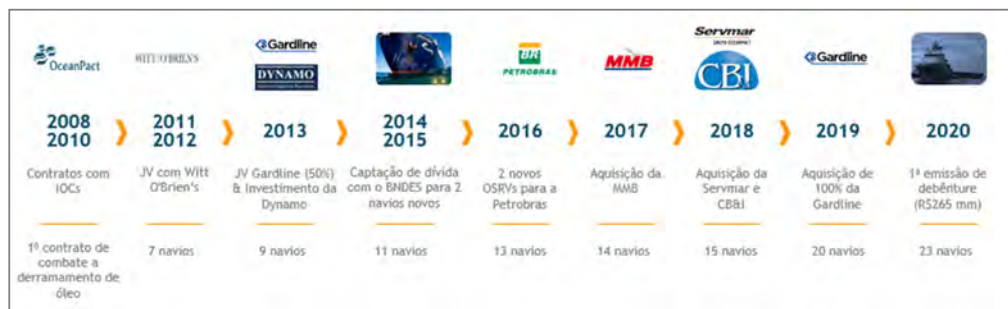 OceanPact
WITT O'BRIEN'S
Gardline
DYNAMO
BR
PETROBRAS
MMB
Servmar
CB&I
Gardline
2008
2010
2011
2012
2013
2014
2015
2016
2017
2018
2019
2020
Contratos com
IOCs
JV com Witt
O'Brien's
JV Gardline (50%)
& Investimento da
Dynamo
Captação de dívida
com o BNDES para 2
navios novos
2 novos
OSRVs para a
Petrobras
Aquisição da
MMB
Aquisição da
Servmar e
CB&I
Aquisição de
100% da
Gardline
1ª emissão de
debênture
(R$265 mm)
1º contrato de
combate a
derramamento de
óleo
7 navios
9 navios
11 navios
13 navios
14 navios
15 navios
20 navios
23 navios